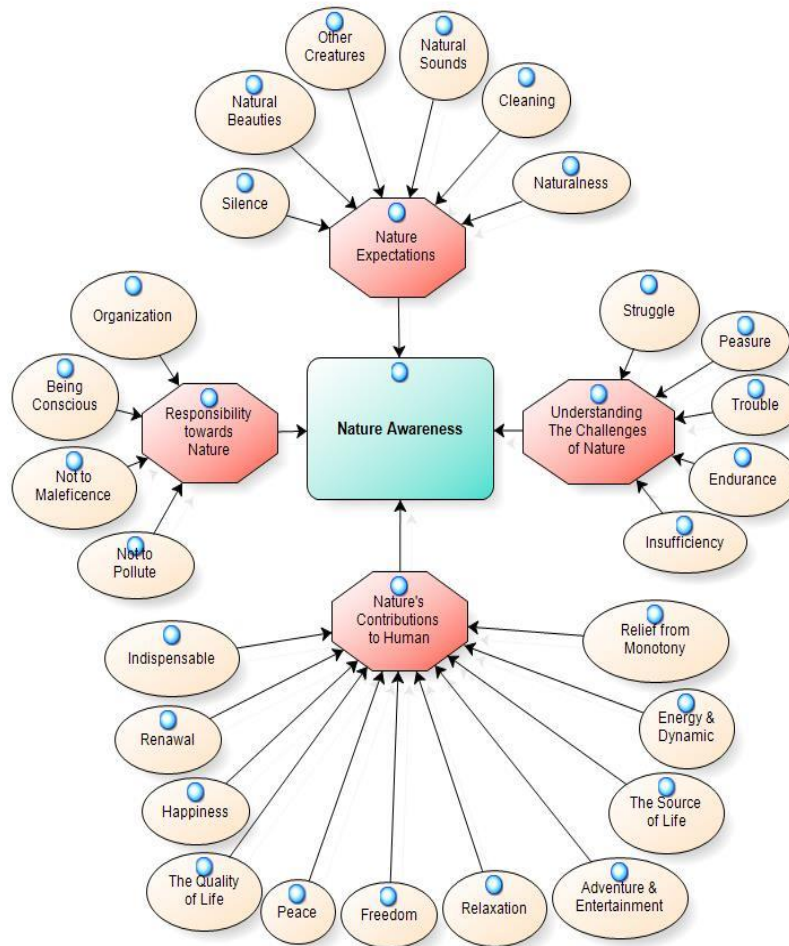 Other
Creatures
Natural
Sounds
Natural
Beauties
Cleaning
Silence
Naturalness
Nature
Expectations
Organization
Struggle
Peasure
Being
Conscious
Responsibility
towards
Nature
Nature Awareness
Understanding
The Challenges
of Nature
Trouble
Not to
Maleficence
Endurance
Not to
Pollute
Insufficiency
Nature's
Contributions
to Human
Indispensable
Relief from
Monotony
Renawal
Energy &
Dynamic
Happiness
The Source
of Life
The Quality
of Life
Peace
Freedom
Relaxation
Adventure &
Entertainment